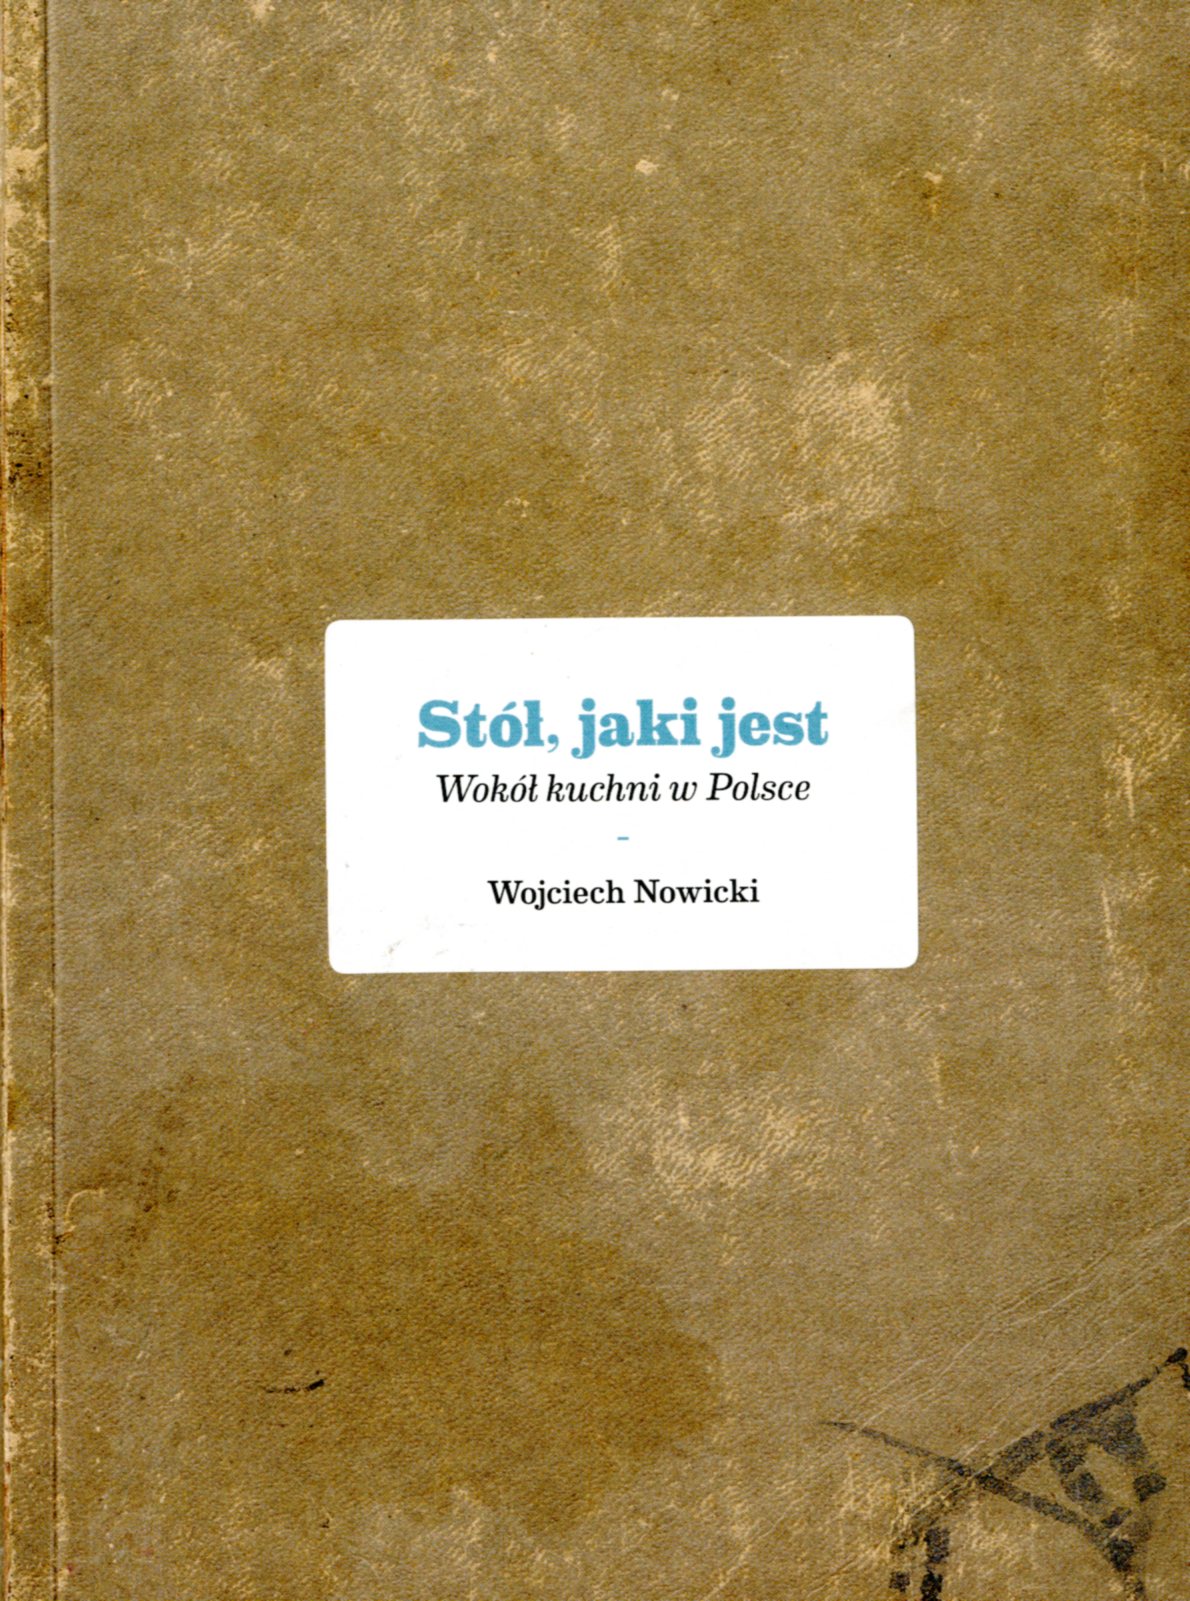 Stół, jaki jest
Wokół kuchni w Polsce
-
Wojciech Nowicki